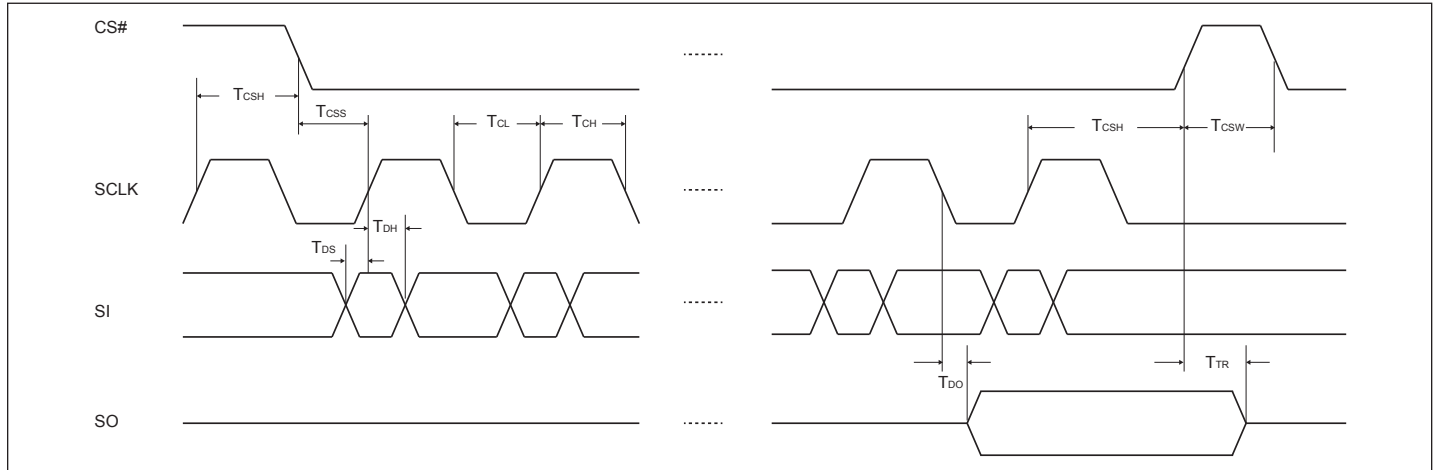 CS#
TCSH
TCSS
TCL
TCH
TCSH
TCSW
SCLK
TDH
TDS
SI
TDO
TTR
SO